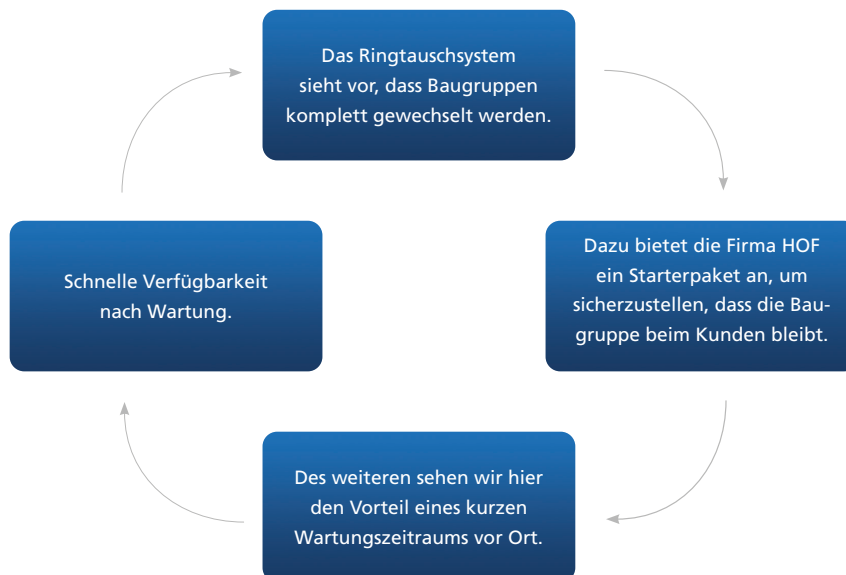 Das Ringtauschsystem
sieht vor, dass Baugruppen
komplett gewechselt werden.
Dazu bietet die Firma HOF
ein Starterpaket an, um
sicherzustellen, dass die Bau-
gruppe beim Kunden bleibt.
Des weiteren sehen wir hier
den Vorteil eines kurzen
Wartungszeitraums vor Ort.
Schnelle Verfügbarkeit
nach Wartung.